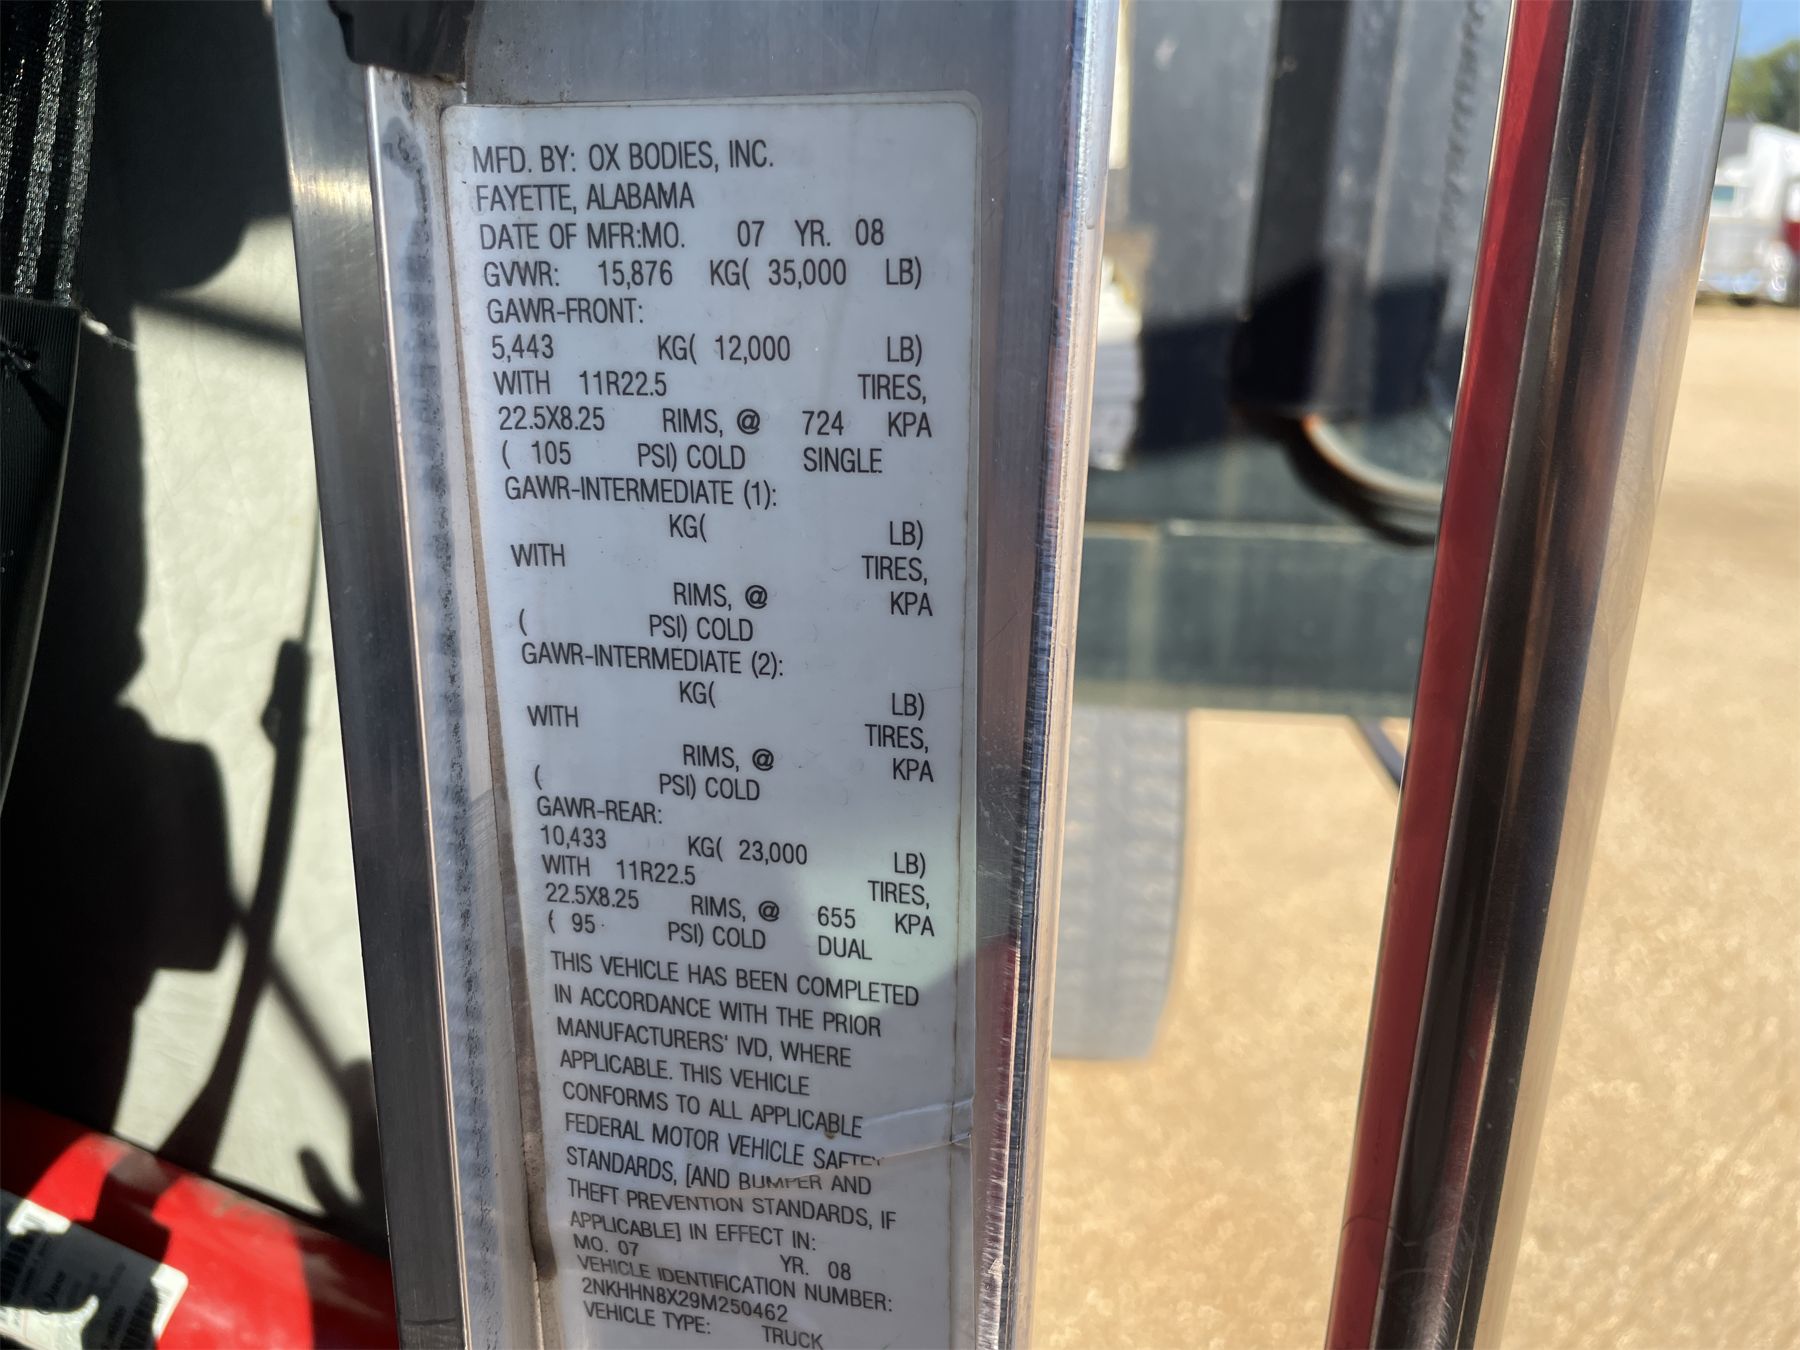 MFD. BY: OX BODIES, INC.
FAYETTE, ALABAMA
DATE OF MFR:MO. 07 YR. 08
GVWR: 15,876 KG( 35,000 LB)
GAWR-FRONT:
5,443 KG( 12,000 LB)
WITH 11R22.5 TIRES,
22.5X8.25 RIMS, @ 724 KPA
( 105 PSI) COLD SINGLE
GAWR-INTERMEDIATE (1):
KG( LB)
WITH TIRES,
RIMS, @ KPA
( PSI) COLD
GAWR-INTERMEDIATE (2):
KG( LB)
WITH TIRES,
RIMS, @ KPA
( PSI) COLD
GAWR-REAR:
10,433 KG( 23,000 LB)
WITH 11R22.5 TIRES,
22.5X8.25 RIMS, @ 655 KPA
( 95 PSI) COLD DUAL
THIS VEHICLE HAS BEEN COMPLETED
IN ACCORDANCE WITH THE PRIOR
MANUFACTURERS' IVD, WHERE
APPLICABLE. THIS VEHICLE
CONFORMS TO ALL APPLICABLE
FEDERAL MOTOR VEHICLE SAFTEY
STANDARDS, [AND BUMPER AND
THEFT PREVENTION STANDARDS, IF
APPLICABLE] IN EFFECT IN:
MO. 07 YR. 08
VEHICLE IDENTIFICATION NUMBER:
2NKHHN8X29M250462
VEHICLE TYPE: TRUCK